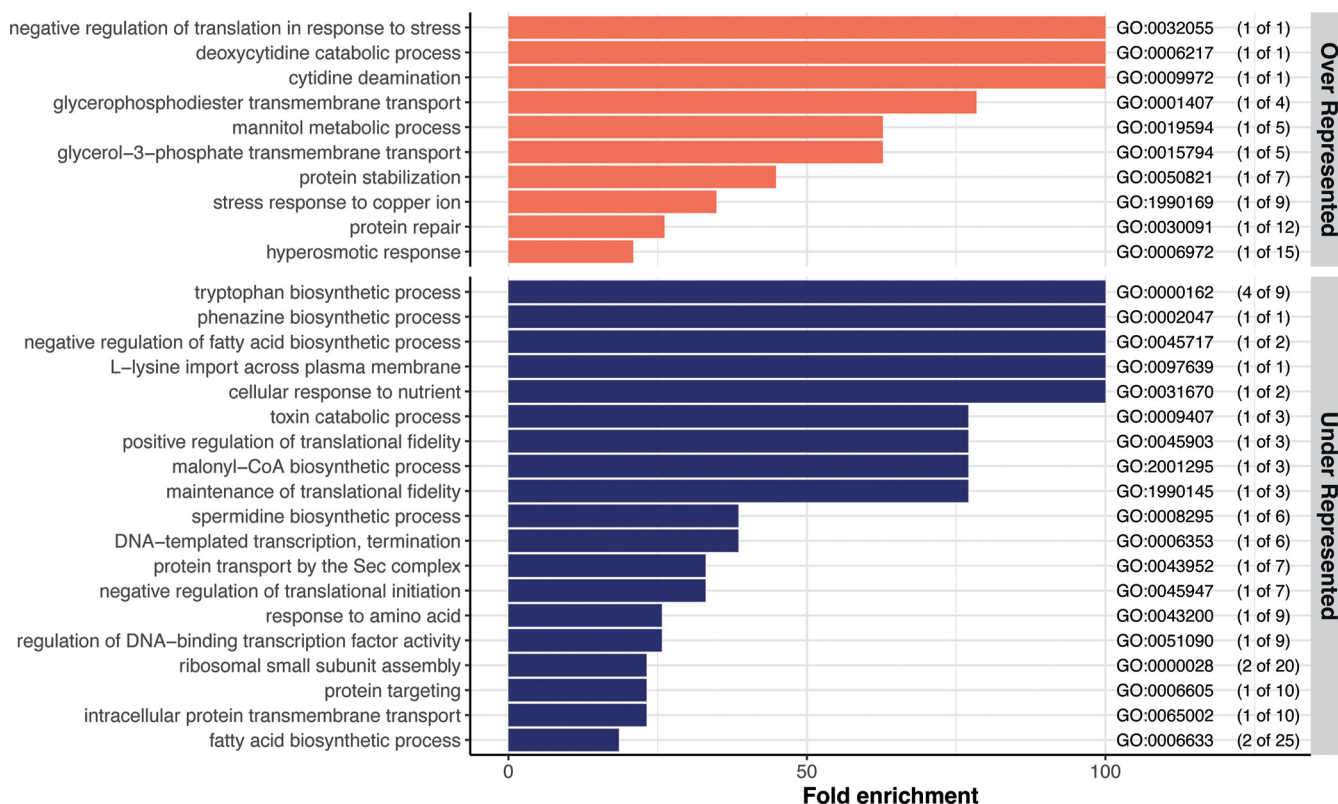 negative regulation of translation in response to stress GO:0032055 (1 of 1)
deoxycytidine catabolic process GO:0006217 (1 of 1)
cytidine deamination GO:0009972 (1 of 1)
glycerophosphodiester transmembrane transport GO:0001407 (1 of 4)
mannitol metabolic process GO:0019594 (1 of 5)
glycerol−3−phosphate transmembrane transport GO:0015794 (1 of 5)
protein stabilization GO:0050821 (1 of 7)
stress response to copper ion GO:1990169 (1 of 9)
protein repair GO:0030091 (1 of 12)
hyperosmotic response GO:0006972 (1 of 15)
Over Represented
tryptophan biosynthetic process GO:0000162 (4 of 9)
phenazine biosynthetic process GO:0002047 (1 of 1)
negative regulation of fatty acid biosynthetic process GO:0045717 (1 of 2)
L−lysine import across plasma membrane GO:0097639 (1 of 1)
cellular response to nutrient GO:0031670 (1 of 2)
toxin catabolic process GO:0009407 (1 of 3)
positive regulation of translational fidelity GO:0045903 (1 of 3)
malonyl−CoA biosynthetic process GO:2001295 (1 of 3)
maintenance of translational fidelity GO:1990145 (1 of 3)
spermidine biosynthetic process GO:0008295 (1 of 6)
DNA−templated transcription, termination GO:0006353 (1 of 6)
protein transport by the Sec complex GO:0043952 (1 of 7)
negative regulation of translational initiation GO:0045947 (1 of 7)
response to amino acid GO:0043200 (1 of 9)
regulation of DNA−binding transcription factor activity GO:0051090 (1 of 9)
ribosomal small subunit assembly GO:0000028 (2 of 20)
protein targeting GO:0006605 (1 of 10)
intracellular protein transmembrane transport GO:0065002 (1 of 10)
fatty acid biosynthetic process GO:0006633 (2 of 25)
Under Represented
0 50 100
Fold enrichment